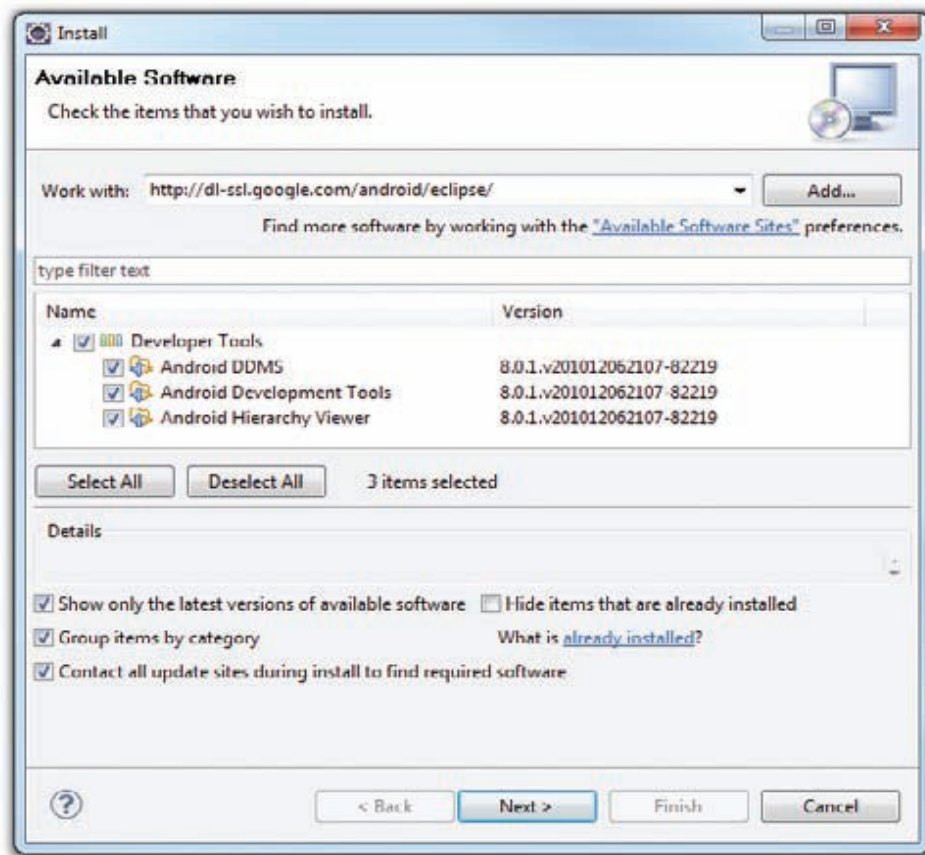 Install
Available Software
Check the items that you wish to install.
Work with: http://dl-ssl.google.com/android/eclipse/ Add...
Find more software by working with the "Available Software Sites" preferences.
type filter text
Name Version
Developer Tools
Android DDMS 8.0.1.v201012062107-82219
Android Development Tools 8.0.1.v201012062107-82219
Android Hierarchy Viewer 8.0.1.v201012062107-82219
Select All Deselect All 3 items selected
Details
Show only the latest versions of available software Hide items that are already installed
Group items by category What is already installed?
Contact all update sites during install to find required software
? < Back Next > Finish Cancel